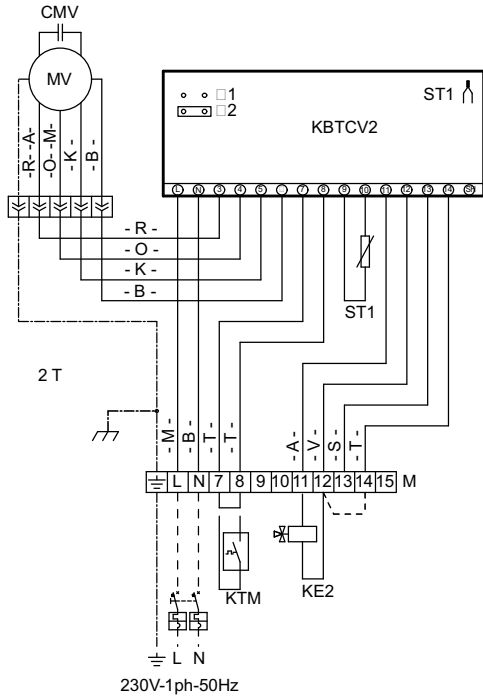 CMV
MV
□1
□2
ST1
KBTCV2
-R-
-A-
-O-
-M-
- K -
- B -
L N 3 4 5 7 8 9 10 11 12 13 14 SH
- R -
- O -
- K -
- B -
ST1
2 T
- M -
- B -
- T -
- T -
- A -
- V -
- S -
- T -
L N 7 8 9 10 11 12 13 14 15 M
KTM
KE2
L N
230V-1ph-50Hz